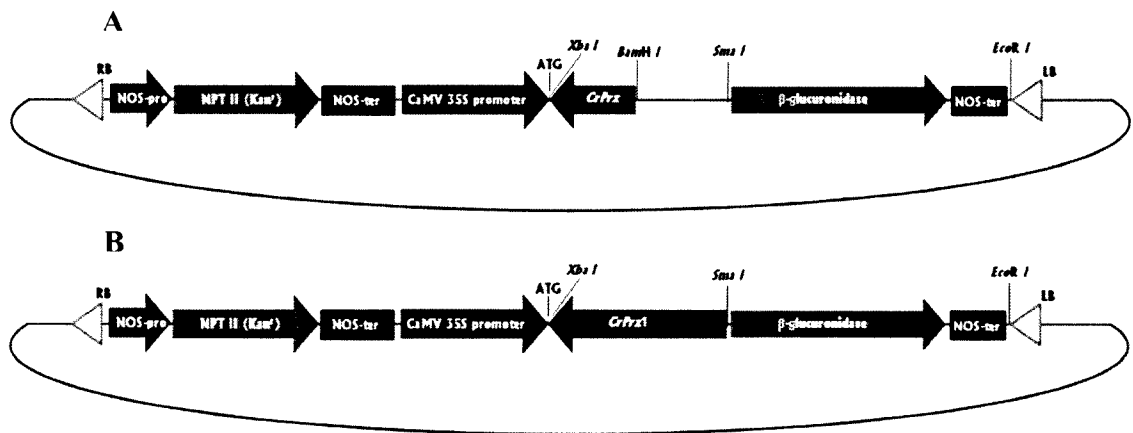 A
RB
NOS-pro
NPT II (Kanʳ)
NOS-ter
CaMV 35S promoter
ATG
Xba I
CrPrx
BamH I
Sma I
β-glucuronidase
NOS-ter
EcoR I
LB
B
RB
NOS-pro
NPT II (Kanʳ)
NOS-ter
CaMV 35S promoter
ATG
Xba I
CrPrx1
Sma I
β-glucuronidase
NOS-ter
EcoR I
LB